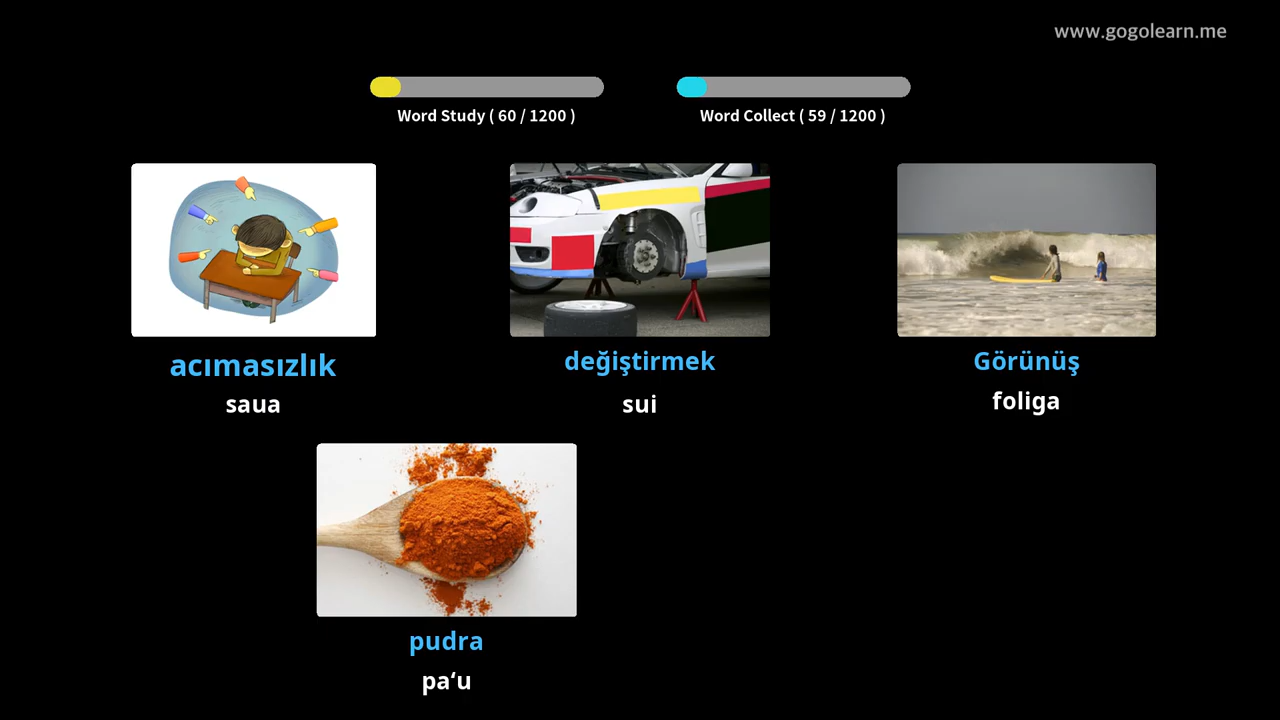 www.gogolearn.me
Word Study ( 60 / 1200 )
Word Collect ( 59 / 1200 )
acımasızlık
saua
değiştirmek
sui
Görünüş
foliga
pudra
pa‘u